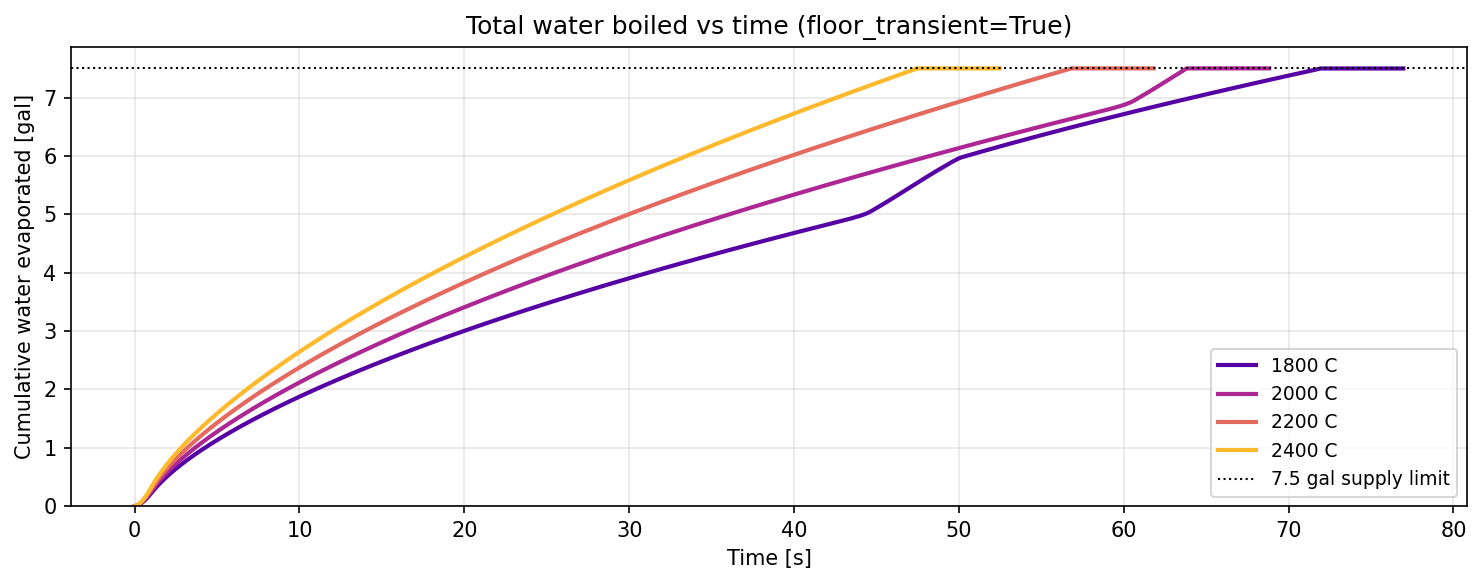 Total water boiled vs time (floor_transient=True)
Cumulative water evaporated [gal]
7
6
5
4
3
2
1
0
0 10 20 30 40 50 60 70 80
Time [s]
1800 C
2000 C
2200 C
2400 C
7.5 gal supply limit